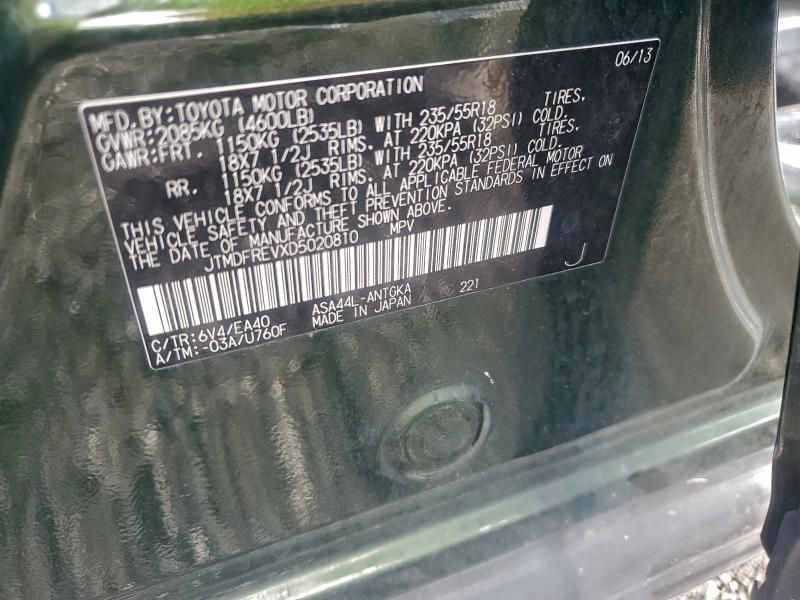 06/13
MFD.BY:TOYOTA MOTOR CORPORATION
GVWR:2085KG (4600LB)
GAWR:FRT. 1150KG (2535LB) WITH 235/55R18 TIRES.
18X7 1/2J RIMS. AT 220KPA (32PSI) COLD.
RR. 1150KG (2535LB) WITH 235/55R18 TIRES.
18X7 1/2J RIMS. AT 220KPA (32PSI) COLD.
THIS VEHICLE CONFORMS TO ALL APPLICABLE FEDERAL MOTOR
VEHICLE SAFETY AND THEFT PREVENTION STANDARDS IN EFFECT ON
THE DATE OF MANUFACTURE SHOWN ABOVE.
JTMDFREVXD5020810 MPV
J
C/TR:6V4/EA40 ASA44L-ANTGKA A 221
A/TM:-03A/U760F MADE IN JAPAN